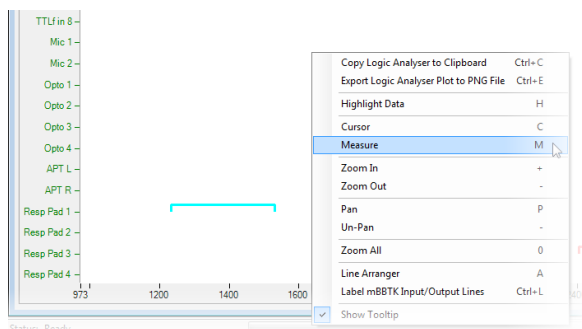 TTLf in 8
Mic 1
Mic 2
Opto 1
Opto 2
Opto 3
Opto 4
APT L
APT R
Resp Pad 1
Resp Pad 2
Resp Pad 3
Resp Pad 4
973 1200 1400 1600
Copy Logic Analyser to Clipboard Ctrl+C
Export Logic Analyser Plot to PNG File Ctrl+E
Highlight Data H
Cursor C
Measure M
Zoom In +
Zoom Out -
Pan P
Un-Pan -
Zoom All 0
Line Arranger A
Label mBBTK Input/Output Lines Ctrl+L
Show Tooltip
Status: Ready